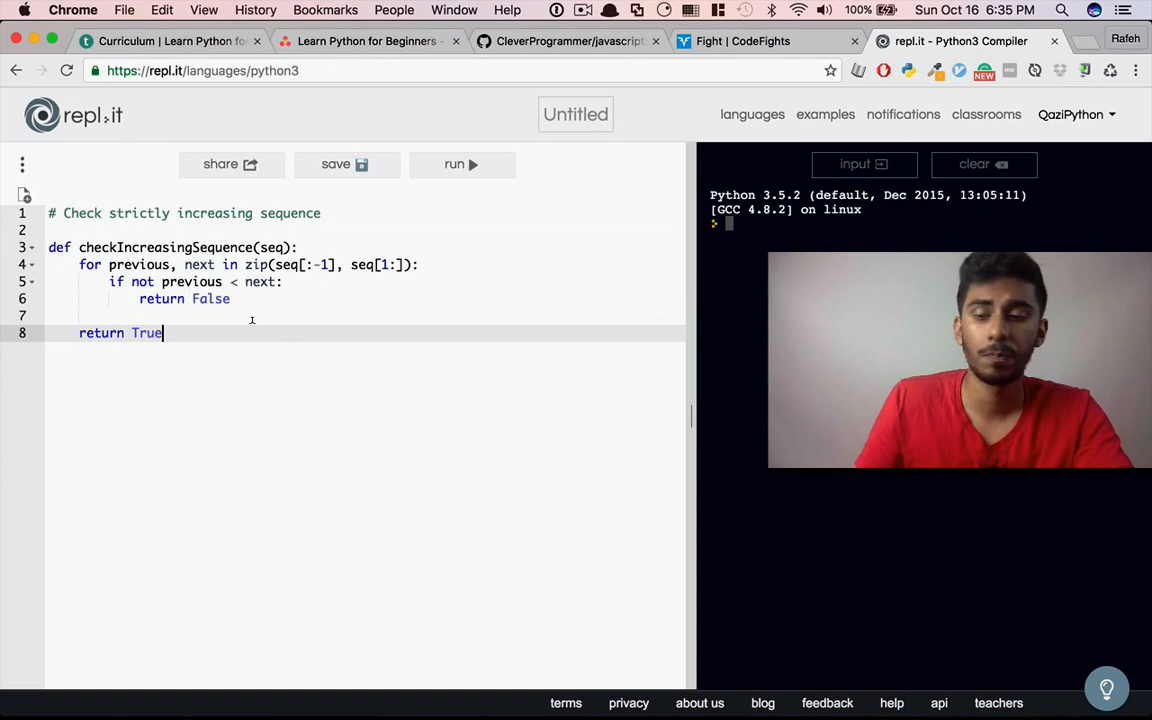 Chrome File Edit View History Bookmarks People Window Help 100% Sun Oct 16 6:35 PM
Curriculum | Learn Python for
Learn Python for Beginners -
CleverProgrammer/javascript:
Fight | CodeFights
repl.it - Python3 Compiler
Rafeh
https://repl.it/languages/python3
NEW
repl.it
Untitled
languages examples notifications classrooms QaziPython
share save run
input clear
Python 3.5.2 (default, Dec 2015, 13:05:11)
[GCC 4.8.2] on linux
1 # Check strictly increasing sequence
2
3 def checkIncreasingSequence(seq):
4 for previous, next in zip(seq[:-1], seq[1:]):
5 if not previous < next:
6 return False
7
8 return True
terms privacy about us blog feedback help api teachers